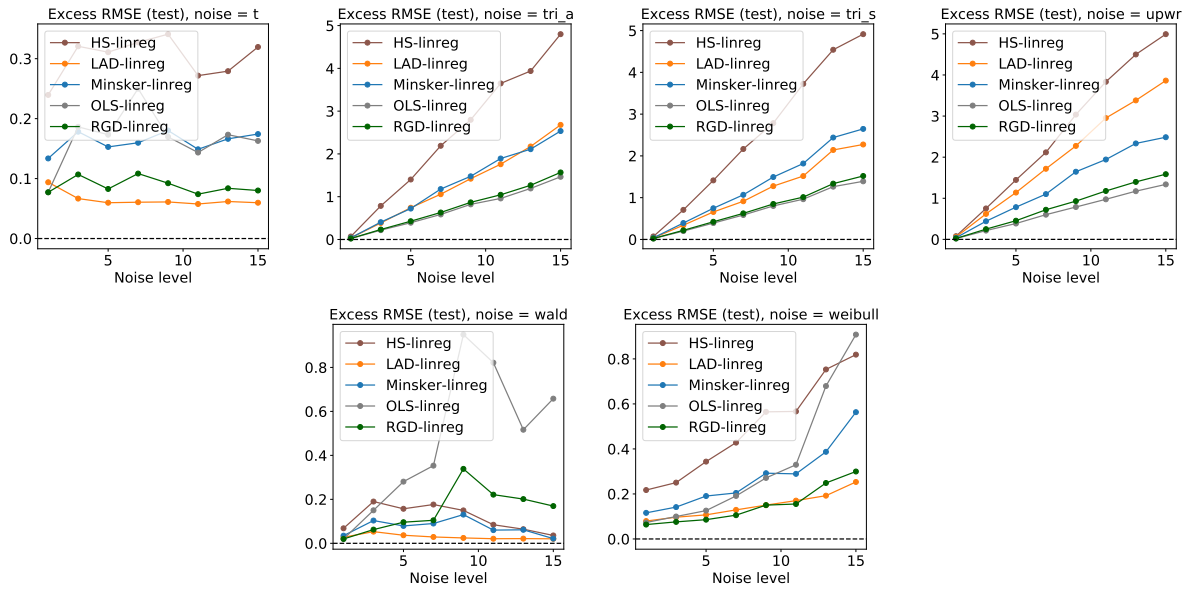 Excess RMSE (test), noise = t
HS-linreg
LAD-linreg
Minsker-linreg
OLS-linreg
RGD-linreg
0.3
0.2
0.1
0.0
5 10 15
Noise level
Excess RMSE (test), noise = tri_a
HS-linreg
LAD-linreg
Minsker-linreg
OLS-linreg
RGD-linreg
5
4
3
2
1
0
5 10 15
Noise level
Excess RMSE (test), noise = tri_s
HS-linreg
LAD-linreg
Minsker-linreg
OLS-linreg
RGD-linreg
5
4
3
2
1
0
5 10 15
Noise level
Excess RMSE (test), noise = upwr
HS-linreg
LAD-linreg
Minsker-linreg
OLS-linreg
RGD-linreg
5
4
3
2
1
0
5 10 15
Noise level
Excess RMSE (test), noise = wald
HS-linreg
LAD-linreg
Minsker-linreg
OLS-linreg
RGD-linreg
0.8
0.6
0.4
0.2
0.0
5 10 15
Noise level
Excess RMSE (test), noise = weibull
HS-linreg
LAD-linreg
Minsker-linreg
OLS-linreg
RGD-linreg
0.8
0.6
0.4
0.2
0.0
5 10 15
Noise level